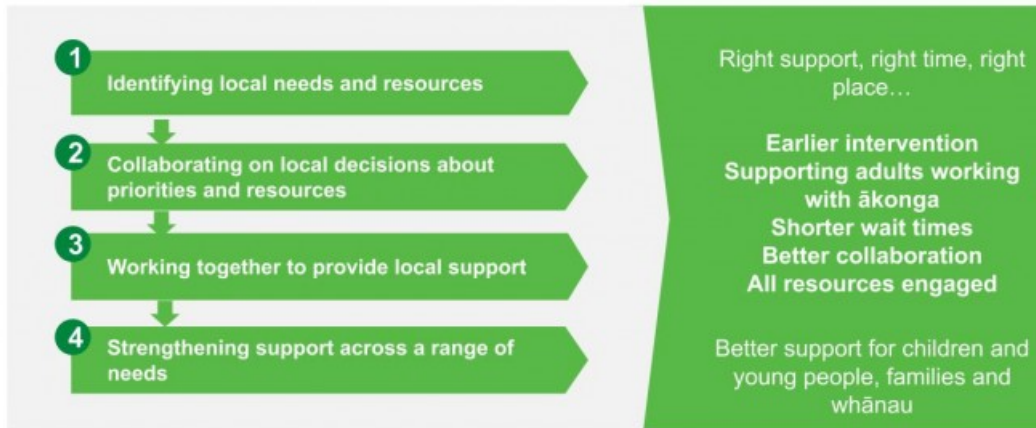 1
Identifying local needs and resources
2
Collaborating on local decisions about
priorities and resources
3
Working together to provide local support
4
Strengthening support across a range of
needs
Right support, right time, right
place…
Earlier intervention
Supporting adults working
with ākonga
Shorter wait times
Better collaboration
All resources engaged
Better support for children and
young people, families and
whānau